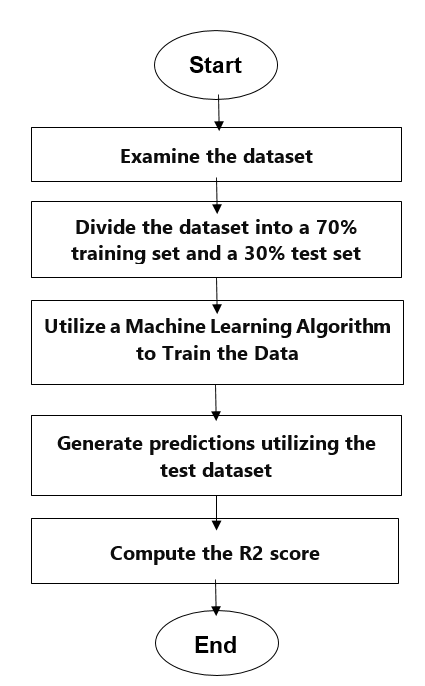 Start
Examine the dataset
Divide the dataset into a 70%
training set and a 30% test set
Utilize a Machine Learning Algorithm
to Train the Data
Generate predictions utilizing the
test dataset
Compute the R2 score
End